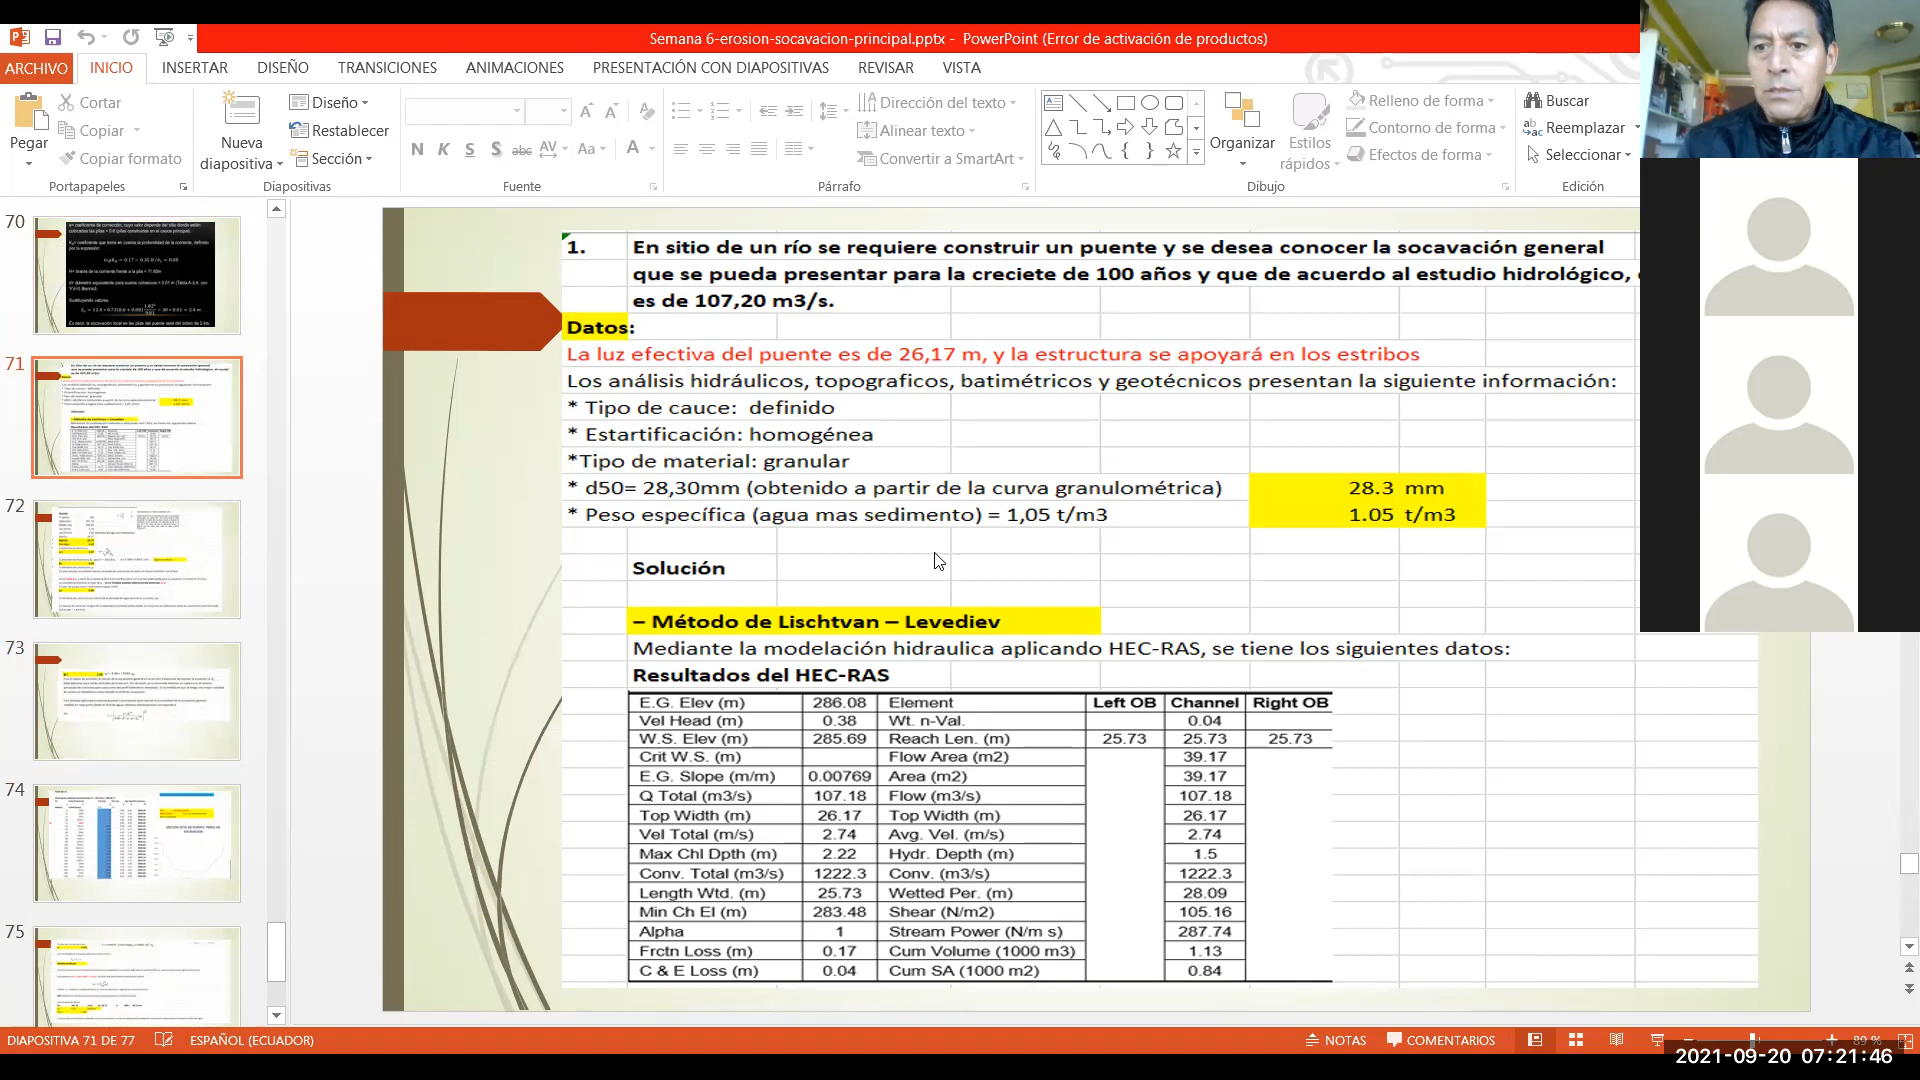 Semana 6-erosion-socavacion-principal.pptx - PowerPoint (Error de activación de productos)
ARCHIVO INICIO INSERTAR DISEÑO TRANSICIONES ANIMACIONES PRESENTACIÓN CON DIAPOSITIVAS REVISAR VISTA
Pegar
Cortar
Copiar
Copiar formato
Portapapeles
Nueva diapositiva
Diseño
Restablecer
Sección
Diapositivas
N K S S abc AV Aa A
Fuente
Dirección del texto
Alinear texto
Convertir a SmartArt
Párrafo
Organizar
Estilos rápidos
Relleno de forma
Contorno de forma
Efectos de forma
Dibujo
Buscar
Reemplazar
Seleccionar
Edición
70
71
72
73
74
75
1. En sitio de un río se requiere construir un puente y se desea conocer la socavación general
que se pueda presentar para la creciete de 100 años y que de acuerdo al estudio hidrológico,
es de 107,20 m3/s.
Datos:
La luz efectiva del puente es de 26,17 m, y la estructura se apoyará en los estribos
Los análisis hidráulicos, topograficos, batimétricos y geotécnicos presentan la siguiente información:
* Tipo de cauce: definido
* Estartificación: homogénea
*Tipo de material: granular
* d50= 28,30mm (obtenido a partir de la curva granulométrica) 28.3 mm
* Peso específica (agua mas sedimento) = 1,05 t/m3 1.05 t/m3
Solución
– Método de Lischtvan – Levediev
Mediante la modelación hidraulica aplicando HEC-RAS, se tiene los siguientes datos:
Resultados del HEC-RAS
E.G. Elev (m) 286.08 Element Left OB Channel Right OB
Vel Head (m) 0.38 Wt. n-Val. 0.04
W.S. Elev (m) 285.69 Reach Len. (m) 25.73 25.73 25.73
Crit W.S. (m) Flow Area (m2) 39.17
E.G. Slope (m/m) 0.00769 Area (m2) 39.17
Q Total (m3/s) 107.18 Flow (m3/s) 107.18
Top Width (m) 26.17 Top Width (m) 26.17
Vel Total (m/s) 2.74 Avg. Vel. (m/s) 2.74
Max Chl Dpth (m) 2.22 Hydr. Depth (m) 1.5
Conv. Total (m3/s) 1222.3 Conv. (m3/s) 1222.3
Length Wtd. (m) 25.73 Wetted Per. (m) 28.09
Min Ch El (m) 283.48 Shear (N/m2) 105.16
Alpha 1 Stream Power (N/m s) 287.74
Frctn Loss (m) 0.17 Cum Volume (1000 m3) 1.13
C & E Loss (m) 0.04 Cum SA (1000 m2) 0.84
DIAPOSITIVA 71 DE 77 ESPAÑOL (ECUADOR) NOTAS COMENTARIOS 89 %
2021-09-20 07:21:46